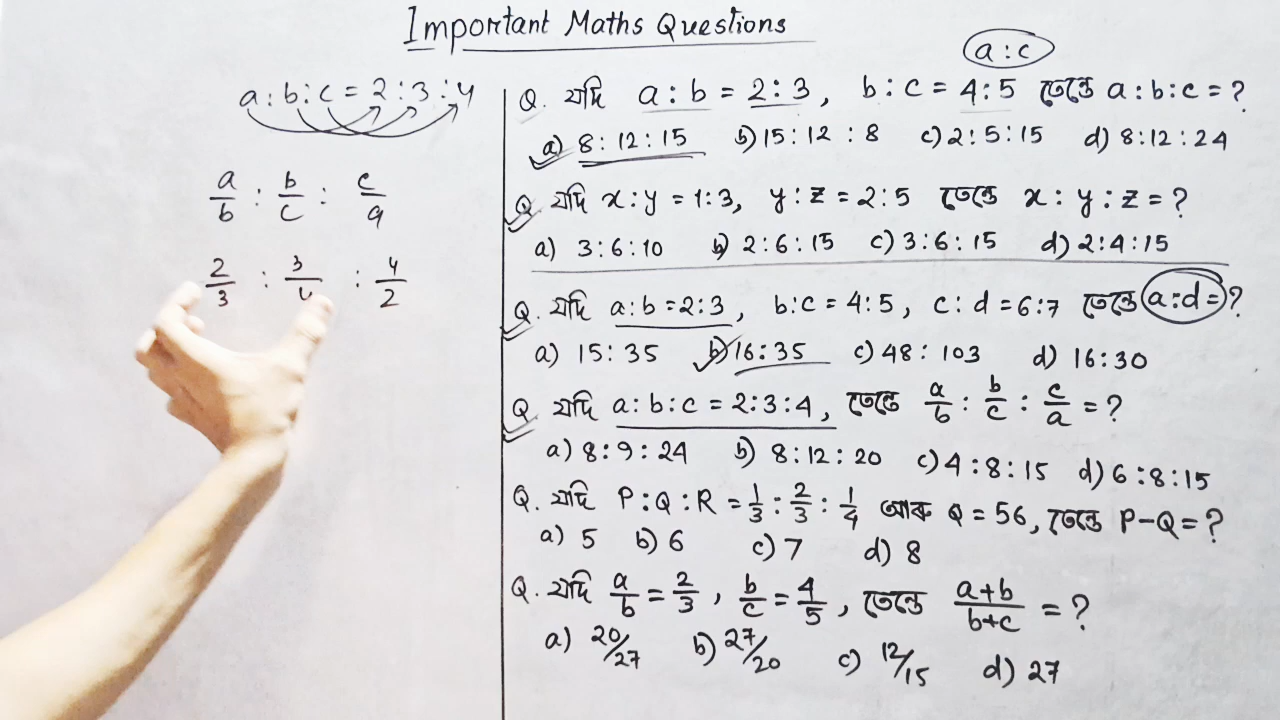 Important Maths Questions
a:b:c = 2:3:4
a/b : b/c : c/a
2/3 : 3/4 : 4/2
a:c
Q. যদি a:b = 2:3, b:c = 4:5 তেন্তে a:b:c = ?
a) 8:12:15 b) 15:12:8 c) 2:5:15 d) 8:12:24
Q. যদি x:y = 1:3, y:z = 2:5 তেন্তে x:y:z = ?
a) 3:6:10 b) 2:6:15 c) 3:6:15 d) 2:4:15
Q. যদি a:b = 2:3, b:c = 4:5, c:d = 6:7 তেন্তে a:d = ?
a) 15:35 b) 16:35 c) 48:103 d) 16:30
Q. যদি a:b:c = 2:3:4, তেন্তে a/b : b/c : c/a = ?
a) 8:9:24 b) 8:12:20 c) 4:8:15 d) 6:8:15
Q. যদি P:Q:R = 1/3 : 2/3 : 1/4 আৰু Q = 56, তেন্তে P-Q = ?
a) 5 b) 6 c) 7 d) 8
Q. যদি a/b = 2/3, b/c = 4/5, তেন্তে a+b/b+c = ?
a) 20/27 b) 27/20 c) 12/15 d) 27